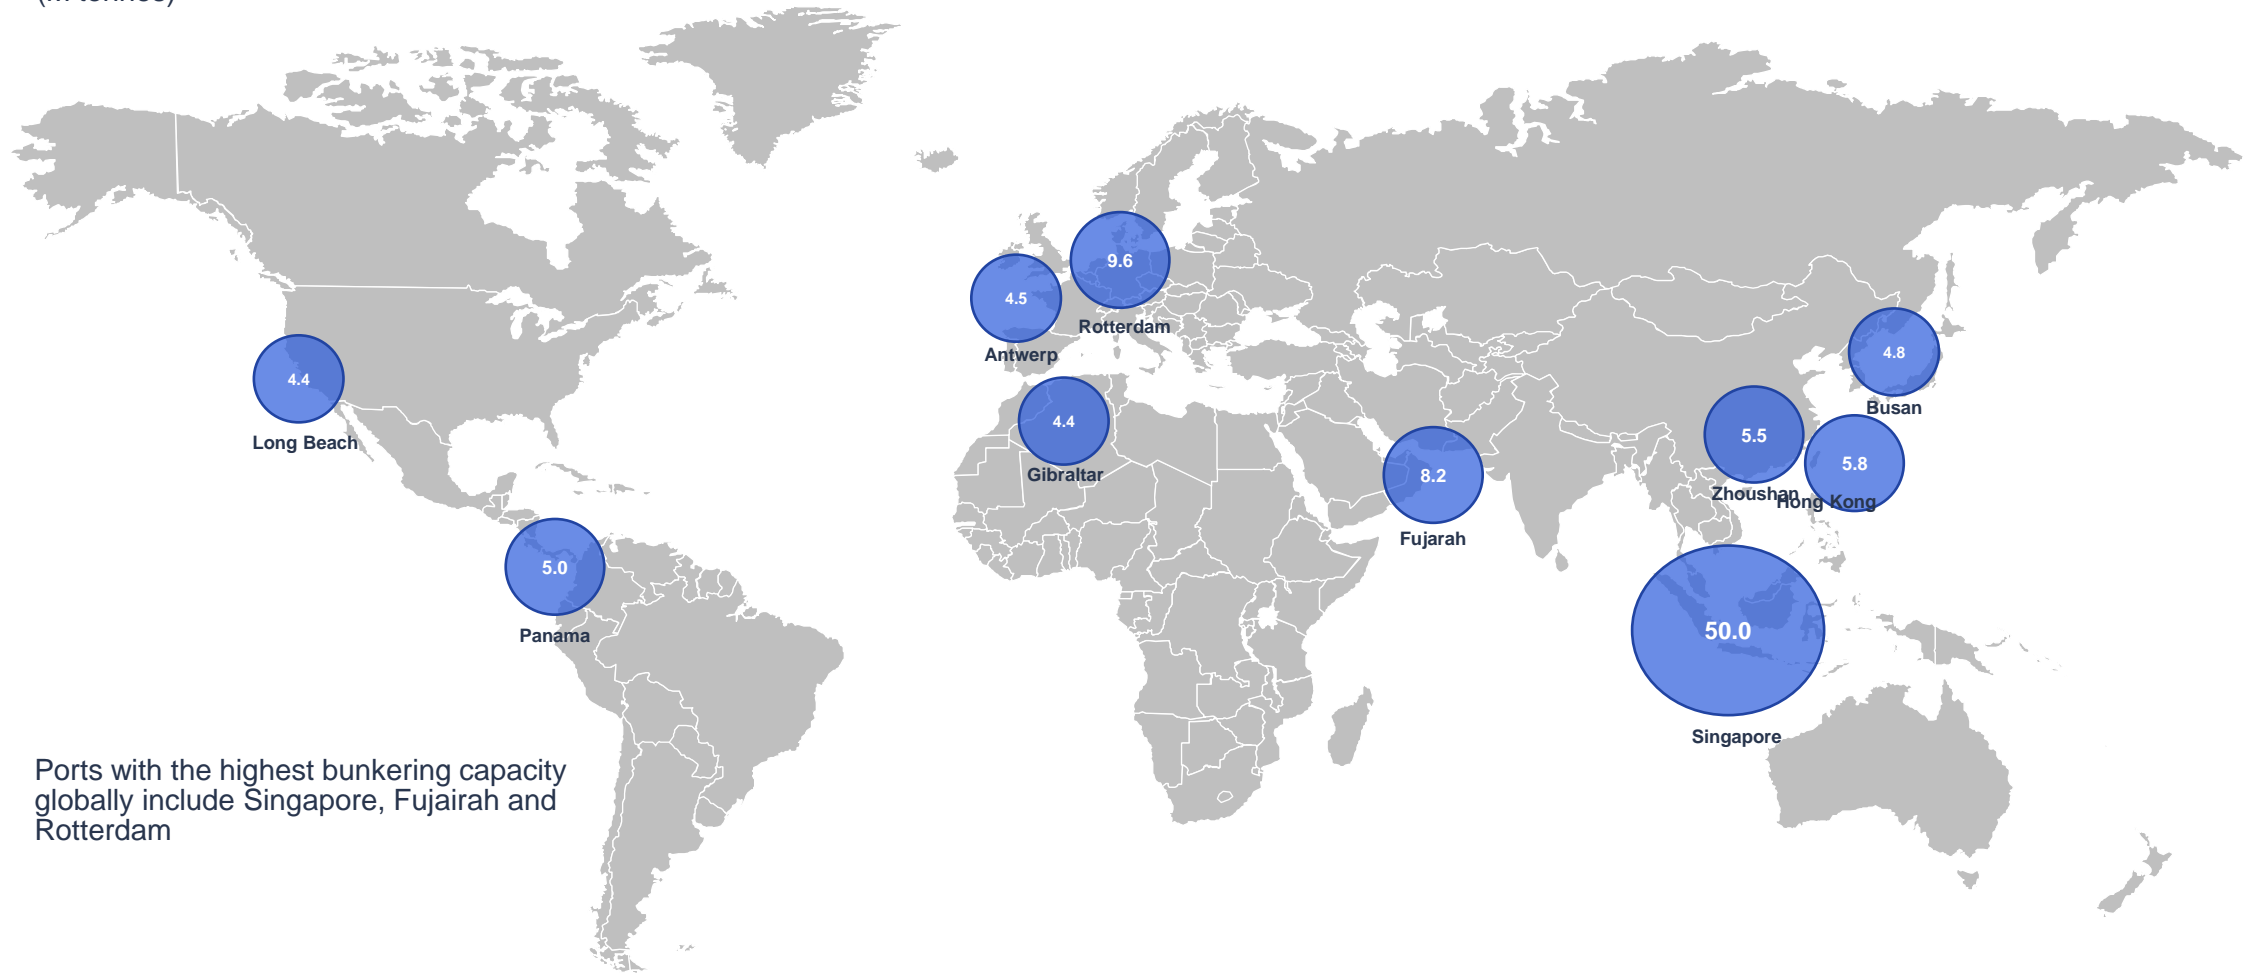 9.6
4.5
Rotterdam
Antwerp
4.8
4.4
Busan
4.4
5.5
Long Beach
5.8
Gibraltar
8.2
Zhoushan
Hong Kong
Fujarah
5.0
Panama
50.0
Singapore
Ports with the highest bunkering capacity
globally include Singapore, Fujairah and
Rotterdam